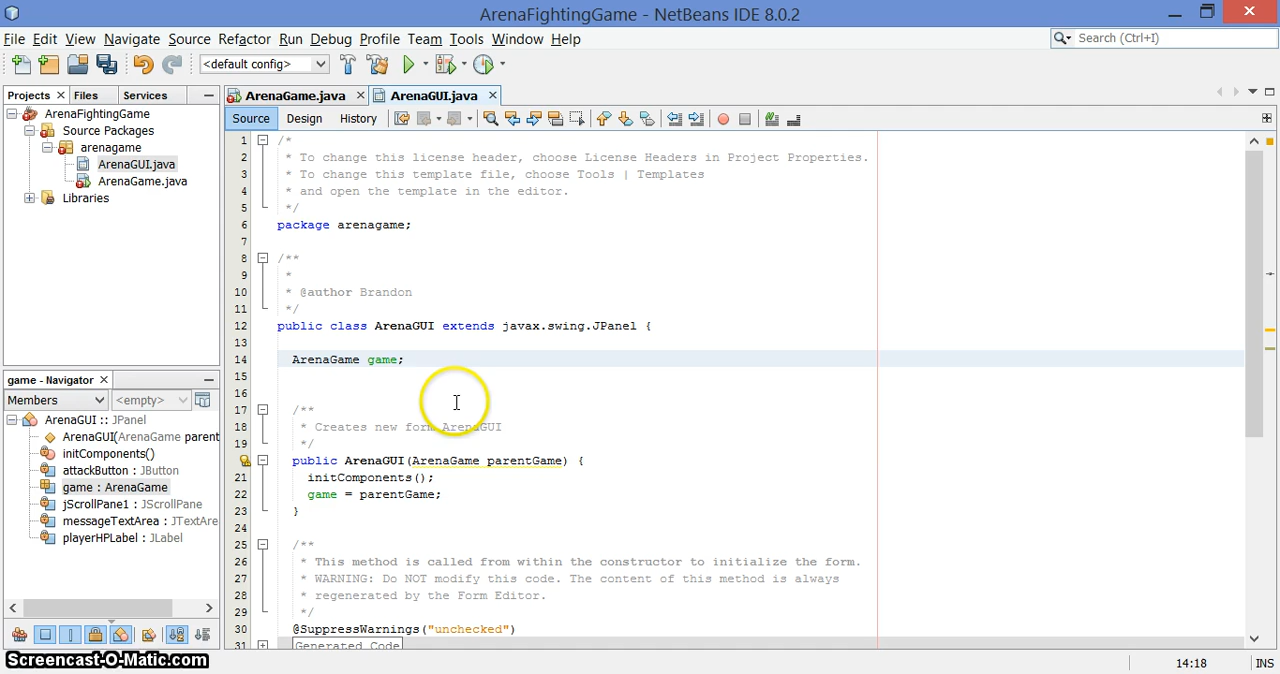 ArenaFightingGame - NetBeans IDE 8.0.2
File Edit View Navigate Source Refactor Run Debug Profile Team Tools Window Help
Search (Ctrl+I)
<default config>
Projects Files Services
ArenaGame.java ArenaGUI.java
Source Design History
ArenaFightingGame
Source Packages
arenagame
ArenaGUI.java
ArenaGame.java
Libraries
game - Navigator
Members <empty>
ArenaGUI :: JPanel
ArenaGUI(ArenaGame parent
initComponents()
attackButton : JButton
game : ArenaGame
jScrollPane1 : JScrollPane
messageTextArea : JTextAre
playerHPLabel : JLabel
1 /*
2 * To change this license header, choose License Headers in Project Properties.
3 * To change this template file, choose Tools | Templates
4 * and open the template in the editor.
5 */
6 package arenagame;
7
8 /**
9 *
10 * @author Brandon
11 */
12 public class ArenaGUI extends javax.swing.JPanel {
13
14 ArenaGame game;
15
16
17 /**
18 * Creates new form ArenaGUI
19 */
public ArenaGUI(ArenaGame parentGame) {
21 initComponents();
22 game = parentGame;
23 }
24
25 /**
26 * This method is called from within the constructor to initialize the form.
27 * WARNING: Do NOT modify this code. The content of this method is always
28 * regenerated by the Form Editor.
29 */
30 @SuppressWarnings("unchecked")
31 Generated Code
Screencast-O-Matic.com
14:18 INS